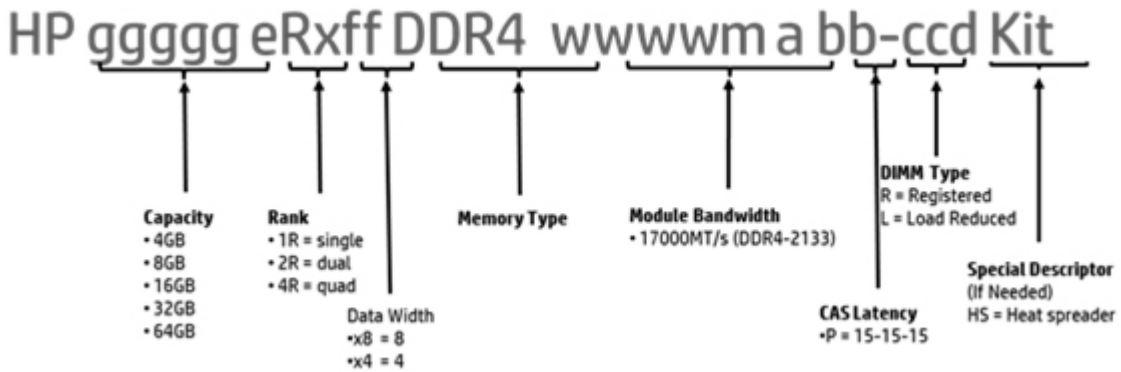 HP ggggg eRxff DDR4 wwwwm a bb-ccd Kit
Capacity
• 4GB
• 8GB
• 16GB
• 32GB
• 64GB
Rank
• 1R = single
• 2R = dual
• 4R = quad
Data Width
•x8 = 8
•x4 = 4
Memory Type
Module Bandwidth
• 17000MT/s (DDR4-2133)
CAS Latency
•P = 15-15-15
DIMM Type
R = Registered
L = Load Reduced
Special Descriptor
(If Needed)
HS = Heat spreader